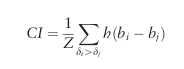 CI = \frac{1}{Z} \sum_{\delta_i > \delta_j} h(b_i - b_j)